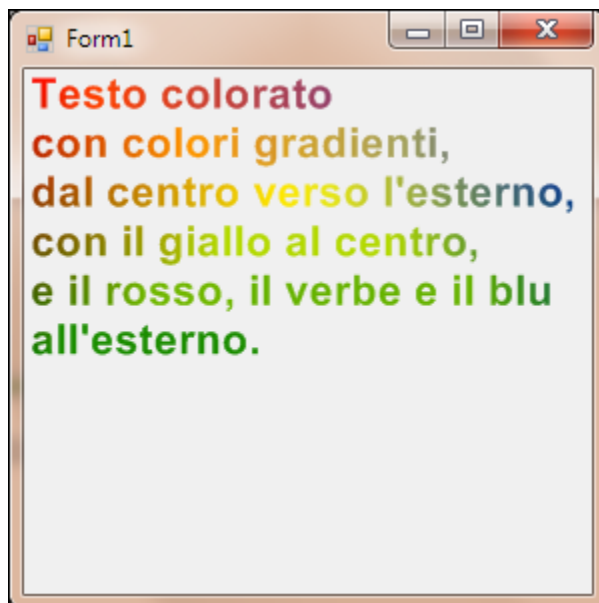 Form1
Testo colorato
con colori gradienti,
dal centro verso l'esterno,
con il giallo al centro,
e il rosso, il verbe e il blu
all'esterno.